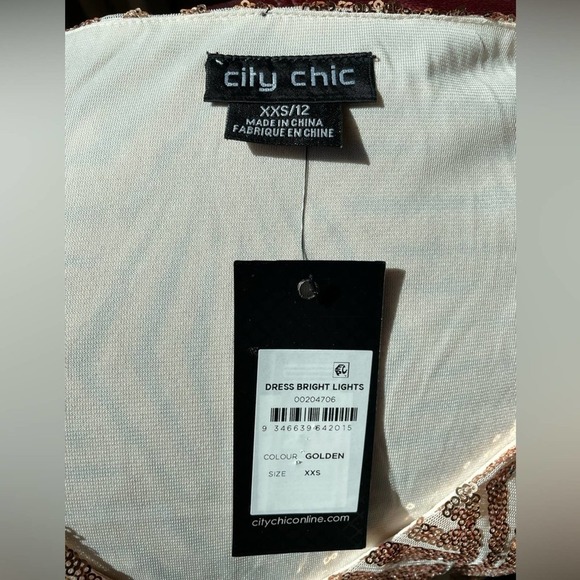 city chic
XXS/12
MADE IN CHINA
FABRIQUE EN CHINE
DRESS BRIGHT LIGHTS
00204706
9 346639 642015
COLOUR GOLDEN
SIZE XXS
citychiconline.com